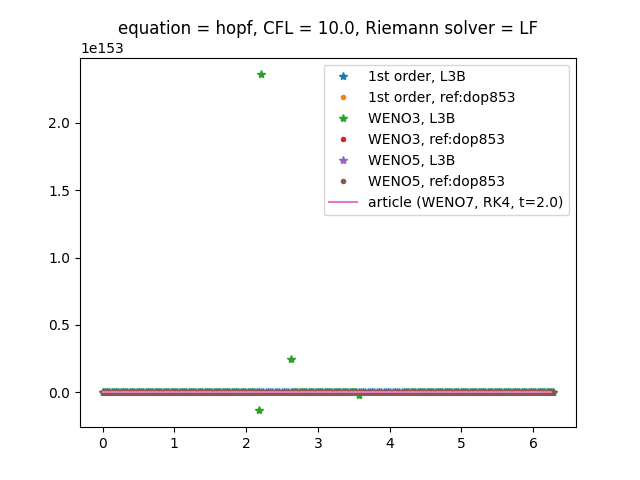 equation = hopf, CFL = 10.0, Riemann solver = LF
1e153
2.0
1.5
1.0
0.5
0.0
0
1
2
3
4
5
6
1st order, L3B
1st order, ref:dop853
WENO3, L3B
WENO3, ref:dop853
WENO5, L3B
WENO5, ref:dop853
article (WENO7, RK4, t=2.0)